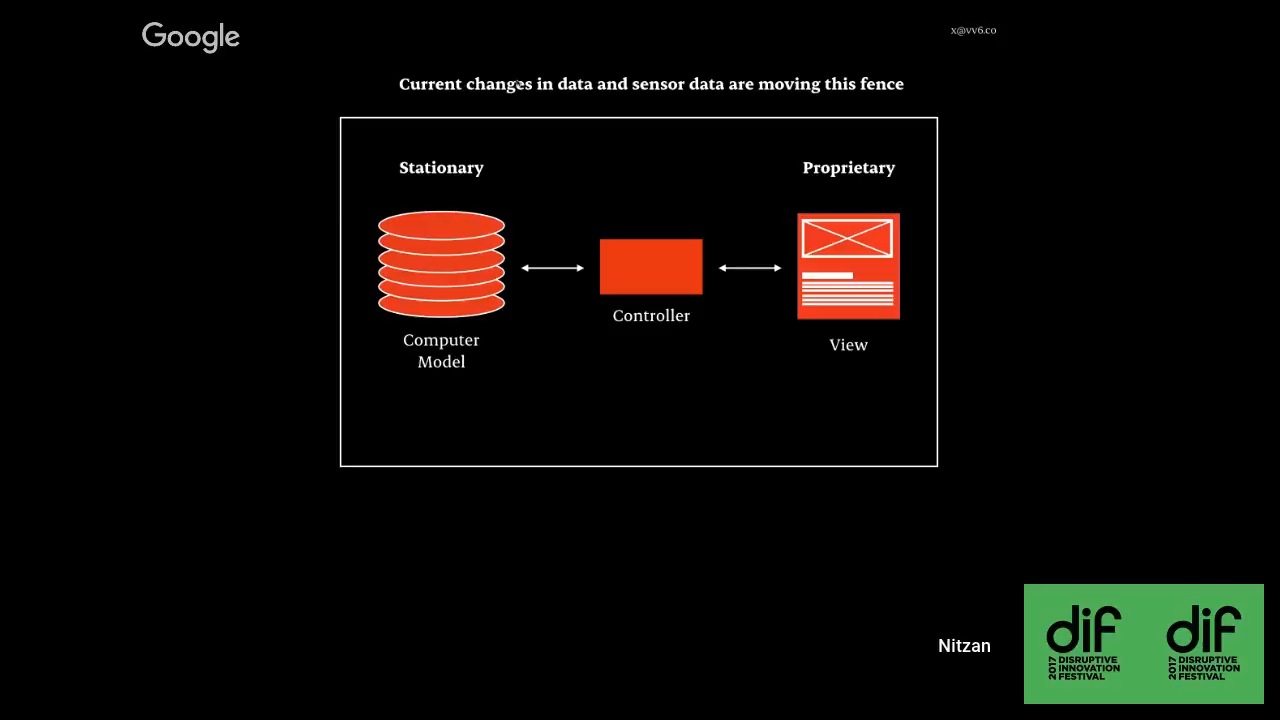 Google
x@vv6.co
Current changes in data and sensor data are moving this fence
Stationary
Proprietary
Controller
Computer
Model
View
Nitzan
dif
2017 DISRUPTIVE
INNOVATION
FESTIVAL
dif
2017 DISRUPTIVE
INNOVATION
FESTIVAL